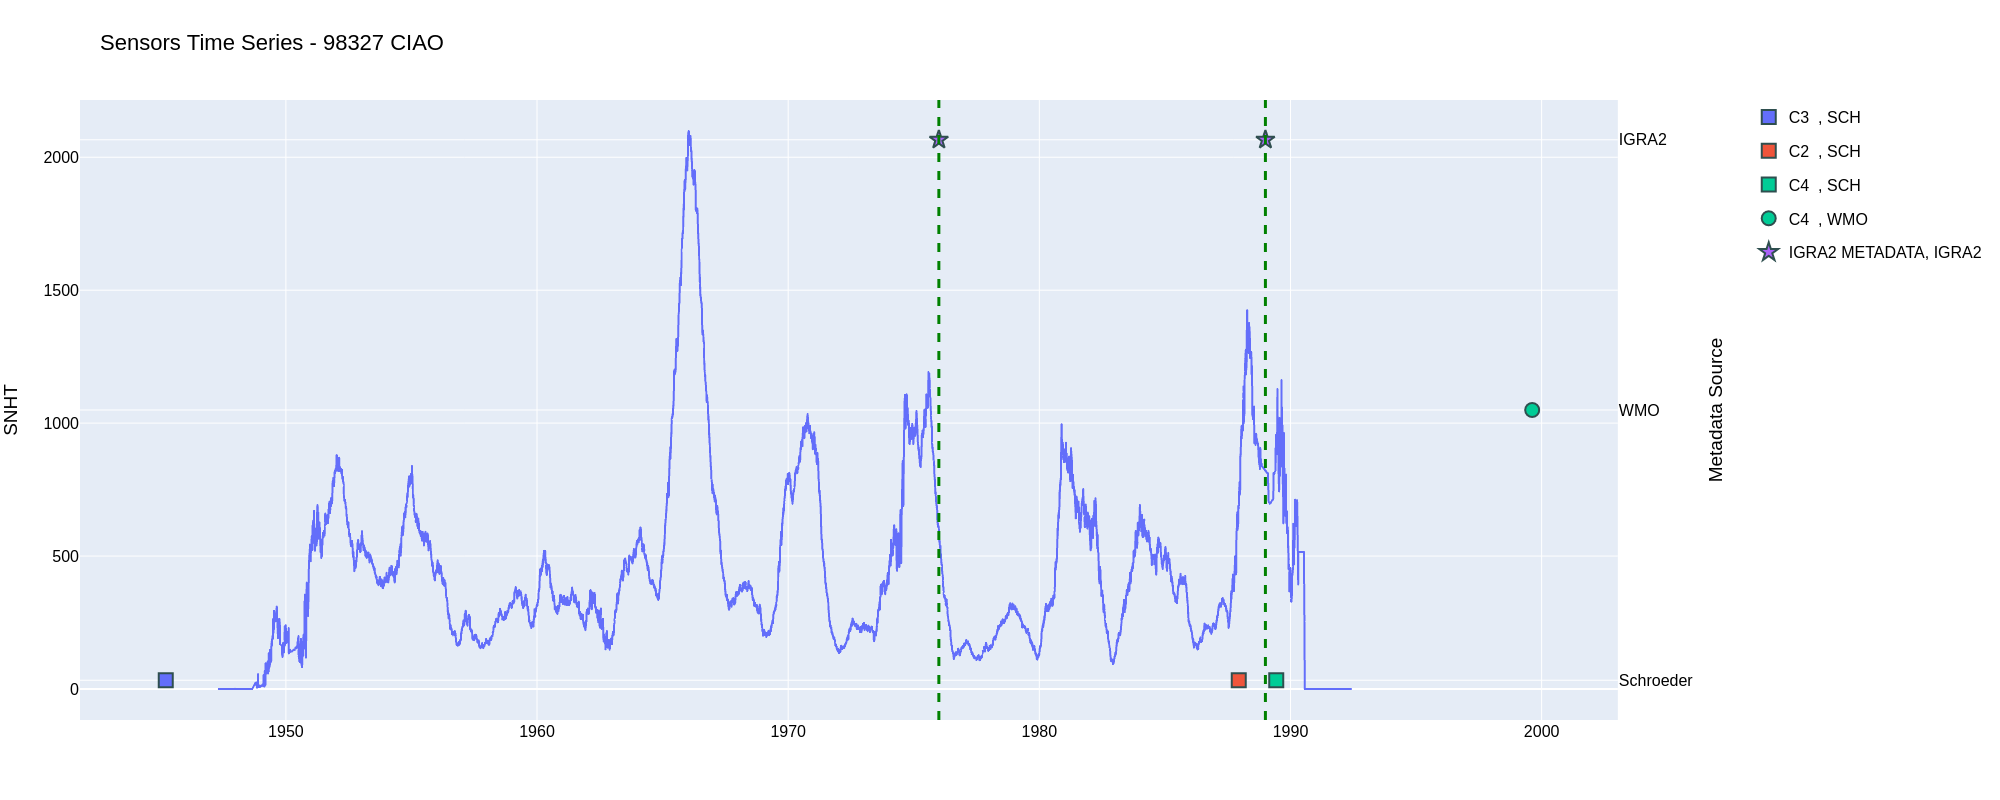 Sensors Time Series - 98327 CIAO
SNHT
2000
1500
1000
500
0
1950
1960
1970
1980
1990
2000
IGRA2
WMO
Schroeder
Metadata Source
C3  , SCH
C2  , SCH
C4  , SCH
C4  , WMO
IGRA2 METADATA, IGRA2